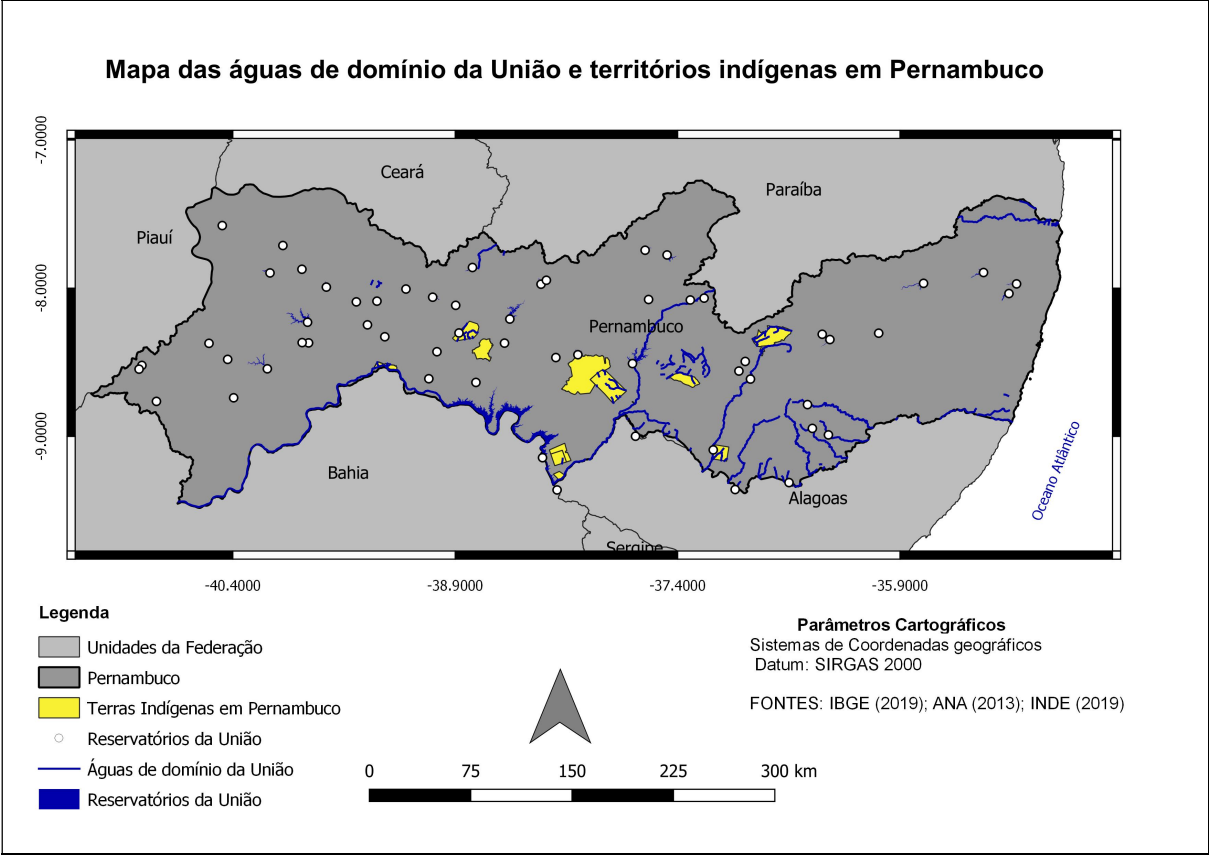 Mapa das águas de domínio da União e territórios indígenas em Pernambuco
-7.0000
Ceará
Paraíba
Piauí
-8.0000
Pernambuco
-9.0000
Bahia
Alagoas
Oceano Atlântico
Sergipe
-40.4000
-38.9000
-37.4000
-35.9000
Legenda
Unidades da Federação
Pernambuco
Terras Indígenas em Pernambuco
Reservatórios da União
Águas de domínio da União
Reservatórios da União
0 75 150 225 300 km
Parâmetros Cartográficos
Sistemas de Coordenadas geográficos
Datum: SIRGAS 2000
FONTES: IBGE (2019); ANA (2013); INDE (2019)